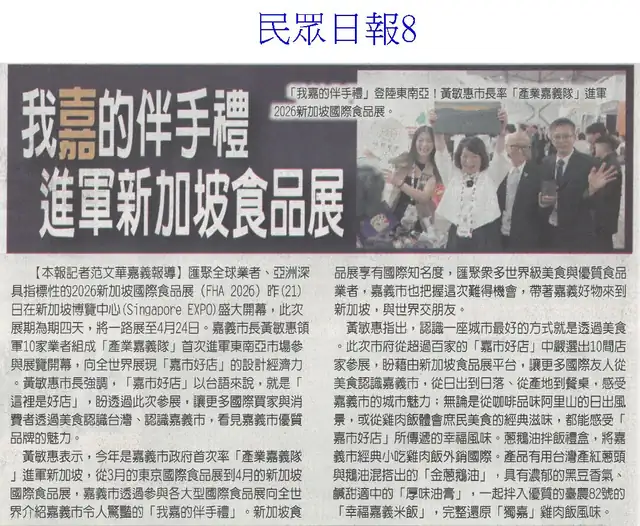 民眾日報8
我嘉的伴手禮
進軍新加坡食品展
「我嘉的伴手禮」登陸東南亞！黃敏惠市長率「產業嘉義隊」進軍
2026新加坡國際食品展。
【本報記者范文華嘉義報導】匯聚全球業者、亞洲深
具指標性的2026新加坡國際食品展（FHA 2026）昨(21)
日在新加坡博覽中心(Singapore EXPO)盛大開幕，此次
展期為期四天，將一路展至4月24日。嘉義市長黃敏惠領
軍10家業者組成「產業嘉義隊」首次進軍東南亞市場參
與展覽開幕，向全世界展現「嘉市好店」的設計經濟力
。黃敏惠市長強調，「嘉市好店」以台語來說，就是「
這裡是好店」，盼透過此次參展，讓更多國際買家與消
費者透過美食認識台灣、認識嘉義市，看見嘉義市優質
品牌的魅力。
黃敏惠表示，今年是嘉義市政府首次率「產業嘉義隊
」進軍新加坡，從3月的東京國際食品展到4月的新加坡
國際食品展，嘉義市透過參與各大型國際食品展向全世
界介紹嘉義市令人驚豔的「我嘉的伴手禮」。新加坡食
品展享有國際知名度，匯聚眾多世界級美食與優質食品
業者，嘉義市也把握這次難得機會，帶著嘉義好物來到
新加坡，與世界交朋友。
黃敏惠指出，認識一座城市最好的方式就是透過美食
。此次市府從超過百家的「嘉市好店」中嚴選出10間店
家參展，盼藉由新加坡食品展平台，讓更多國際友人從
美食認識嘉義市，從日出到日落、從產地到餐桌，感受
嘉義市的城市魅力；無論是從咖啡品味阿里山的日出風
景，或從雞肉飯體會庶民美食的經典滋味，都能感受「
嘉市好店」所傳遞的幸福風味。蔥鵝油拌飯禮盒，將嘉
義市經典小吃雞肉飯外銷國際。產品有用台灣產紅蔥頭
與鵝油混搭出的「金蔥鵝油」，具有濃郁的黑豆香氣、
鹹甜適中的「厚味油膏」，一起拌入優質的臺農82號的
「幸福嘉義米飯」，完整還原「獨嘉」雞肉飯風味。